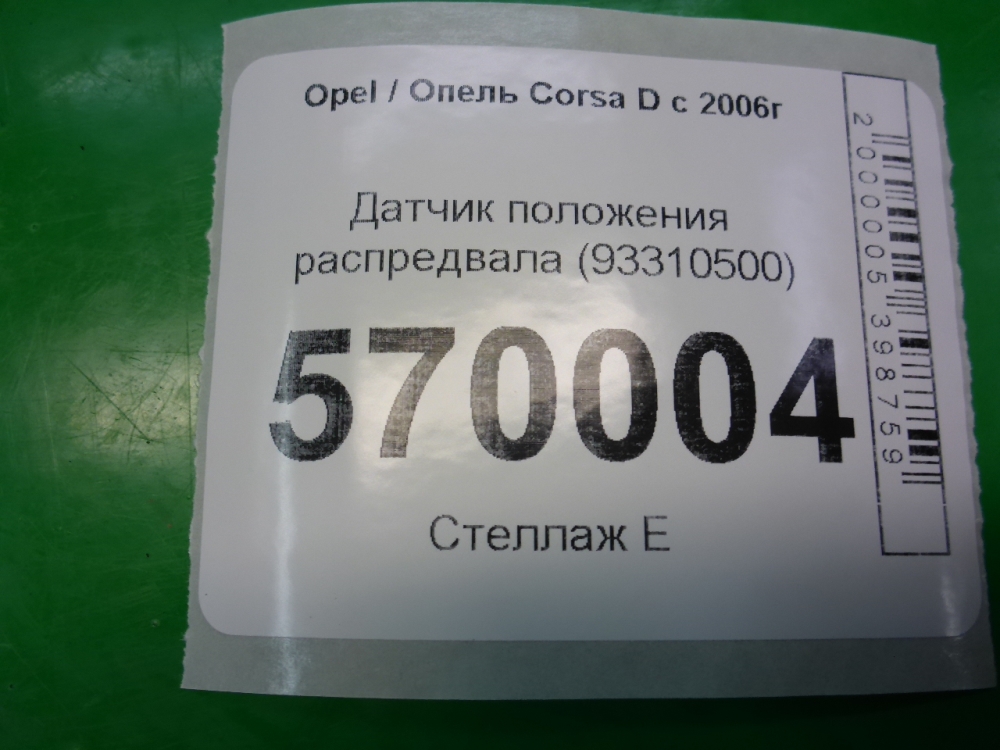 Opel / Опель Corsa D с 2006г
Датчик положения
распредвала (93310500)
570004
Стеллаж Е
2000005398759